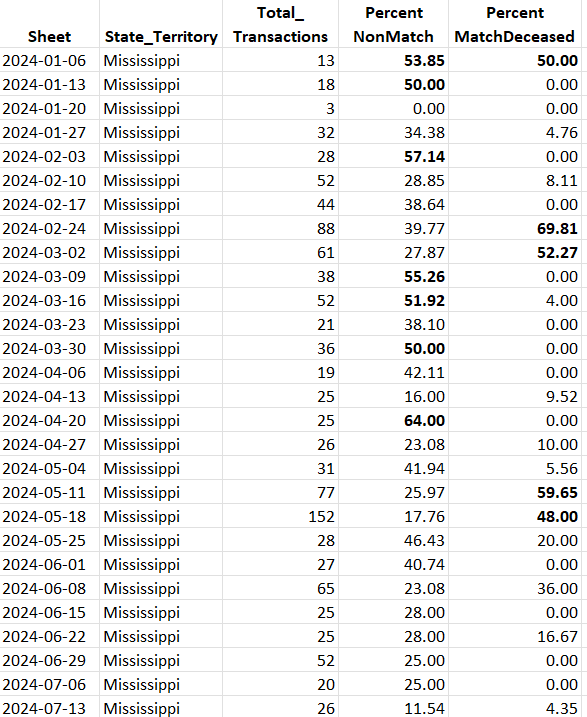 Total_ Percent Percent
Sheet State_Territory Transactions NonMatch MatchDeceased
2024-01-06 Mississippi 13 53.85 50.00
2024-01-13 Mississippi 18 50.00 0.00
2024-01-20 Mississippi 3 0.00 0.00
2024-01-27 Mississippi 32 34.38 4.76
2024-02-03 Mississippi 28 57.14 0.00
2024-02-10 Mississippi 52 28.85 8.11
2024-02-17 Mississippi 44 38.64 0.00
2024-02-24 Mississippi 88 39.77 69.81
2024-03-02 Mississippi 61 27.87 52.27
2024-03-09 Mississippi 38 55.26 0.00
2024-03-16 Mississippi 52 51.92 4.00
2024-03-23 Mississippi 21 38.10 0.00
2024-03-30 Mississippi 36 50.00 0.00
2024-04-06 Mississippi 19 42.11 0.00
2024-04-13 Mississippi 25 16.00 9.52
2024-04-20 Mississippi 25 64.00 0.00
2024-04-27 Mississippi 26 23.08 10.00
2024-05-04 Mississippi 31 41.94 5.56
2024-05-11 Mississippi 77 25.97 59.65
2024-05-18 Mississippi 152 17.76 48.00
2024-05-25 Mississippi 28 46.43 20.00
2024-06-01 Mississippi 27 40.74 0.00
2024-06-08 Mississippi 65 23.08 36.00
2024-06-15 Mississippi 25 28.00 0.00
2024-06-22 Mississippi 25 28.00 16.67
2024-06-29 Mississippi 52 25.00 0.00
2024-07-06 Mississippi 20 25.00 0.00
2024-07-13 Mississippi 26 11.54 4.35